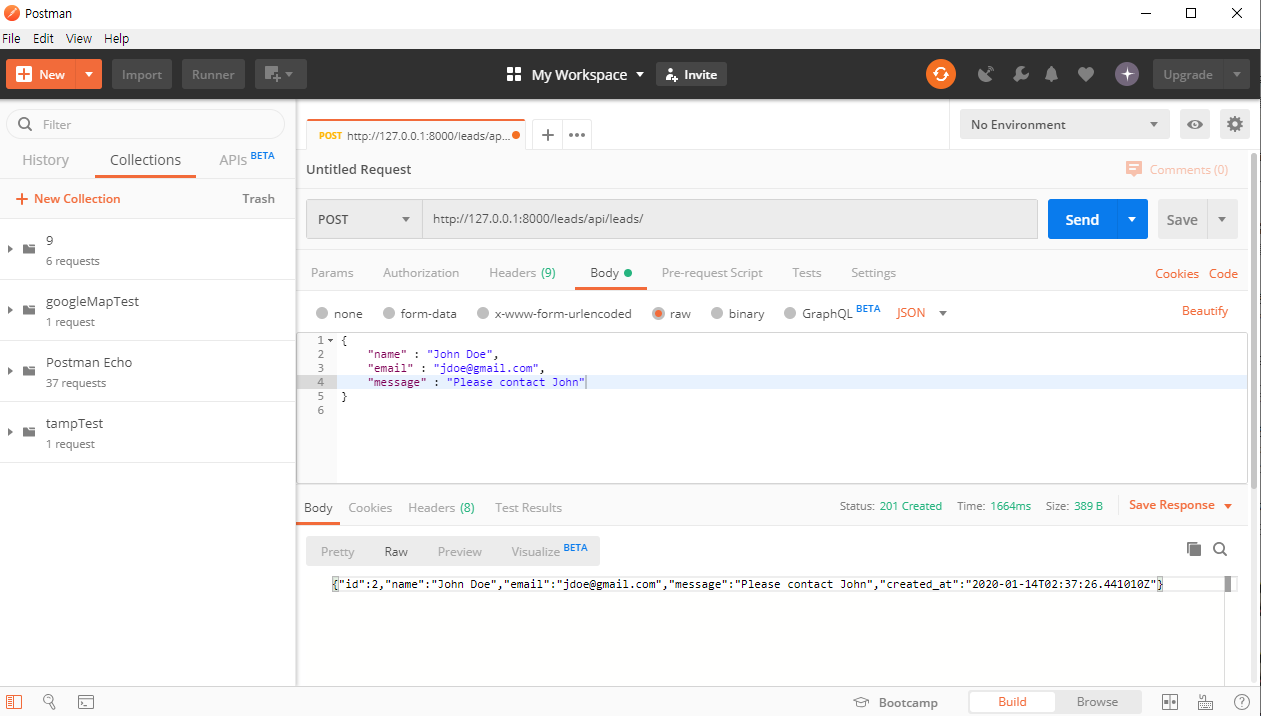 Postman
File Edit View Help
New Import Runner My Workspace Invite Upgrade
Filter
History Collections APIs BETA
+ New Collection Trash
9
6 requests
googleMapTest
1 request
Postman Echo
37 requests
tampTest
1 request
POST http://127.0.0.1:8000/leads/ap... + •••
No Environment
Untitled Request Comments (0)
POST http://127.0.0.1:8000/leads/api/leads/ Send Save
Params Authorization Headers (9) Body Pre-request Script Tests Settings Cookies Code
none form-data x-www-form-urlencoded raw binary GraphQL BETA JSON Beautify
1 {
2 "name" : "John Doe",
3 "email" : "jdoe@gmail.com",
4 "message" : "Please contact John"
5 }
6
Body Cookies Headers (8) Test Results Status: 201 Created Time: 1664ms Size: 389 B Save Response
Pretty Raw Preview Visualize BETA
{"id":2,"name":"John Doe","email":"jdoe@gmail.com","message":"Please contact John","created_at":"2020-01-14T02:37:26.441010Z"}
Bootcamp Build Browse